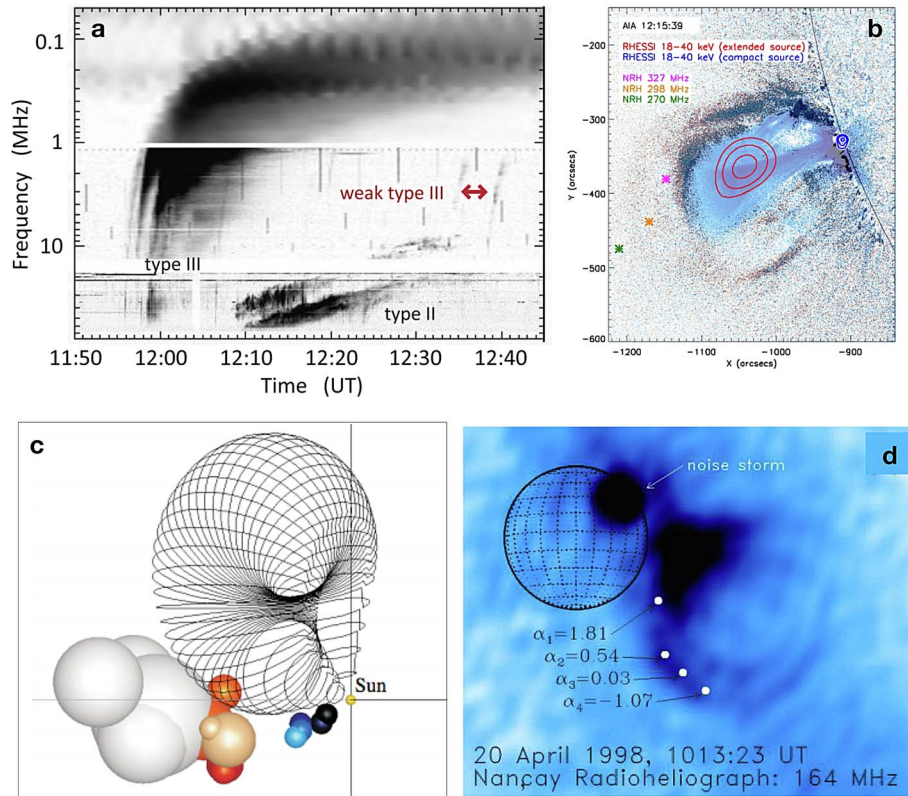 a
0.1
1
10
Frequency (MHz)
weak type III
type III
type II
11:50 12:00 12:10 12:20 12:30 12:40
Time (UT)
b
AIA 12:15:39
RHESSI 18-40 keV (extended source)
RHESSI 18-40 keV (compact source)
NRH 327 MHz
NRH 298 MHz
NRH 270 MHz
-200
-300
-400
-500
-600
Y (arcsecs)
-1200 -1100 -1000 -900
X (arcsecs)
c
Sun
d
noise storm
α₁=1.81
α₂=0.54
α₃=0.03
α₄=-1.07
20 April 1998, 1013:23 UT
Nançay Radioheliograph: 164 MHz